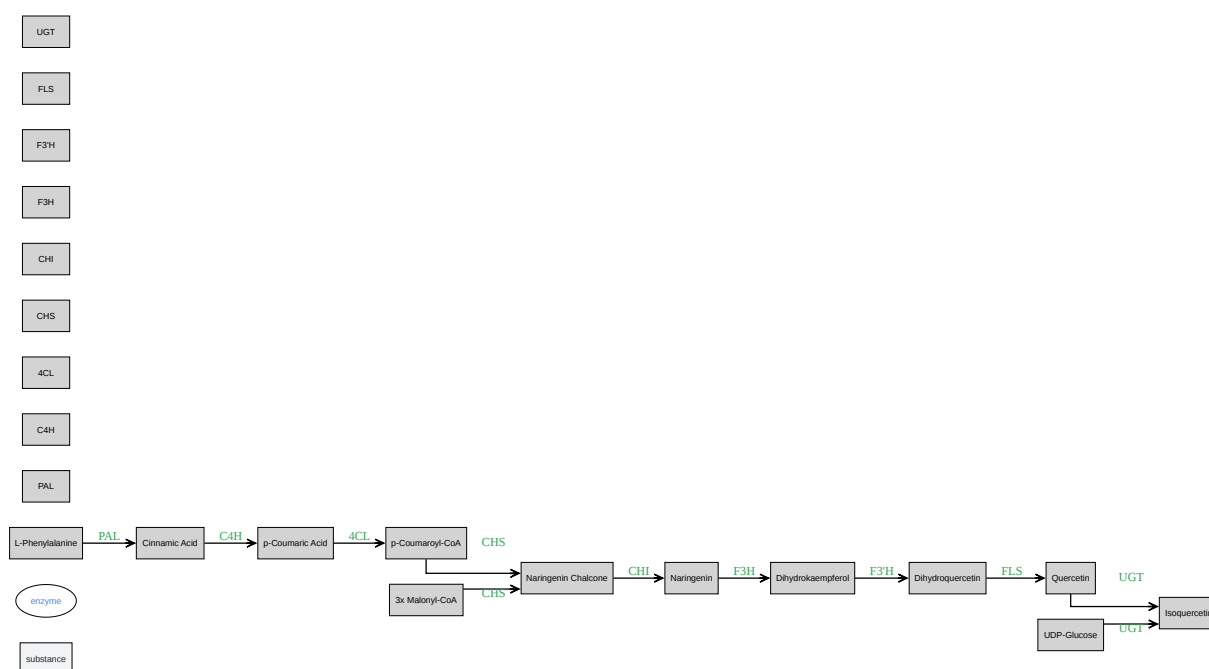 UGT
FLS
F3'H
F3H
CHI
CHS
4CL
C4H
PAL
L-Phenylalanine PAL Cinnamic Acid C4H p-Coumaric Acid 4CL p-Coumaroyl-CoA CHS
Naringenin Chalcone CHI Naringenin F3H Dihydrokaempferol F3'H Dihydroquercetin FLS Quercetin UGT
3x Malonyl-CoA CHS
enzyme
Isoquerceti
UDP-Glucose UGT
substance